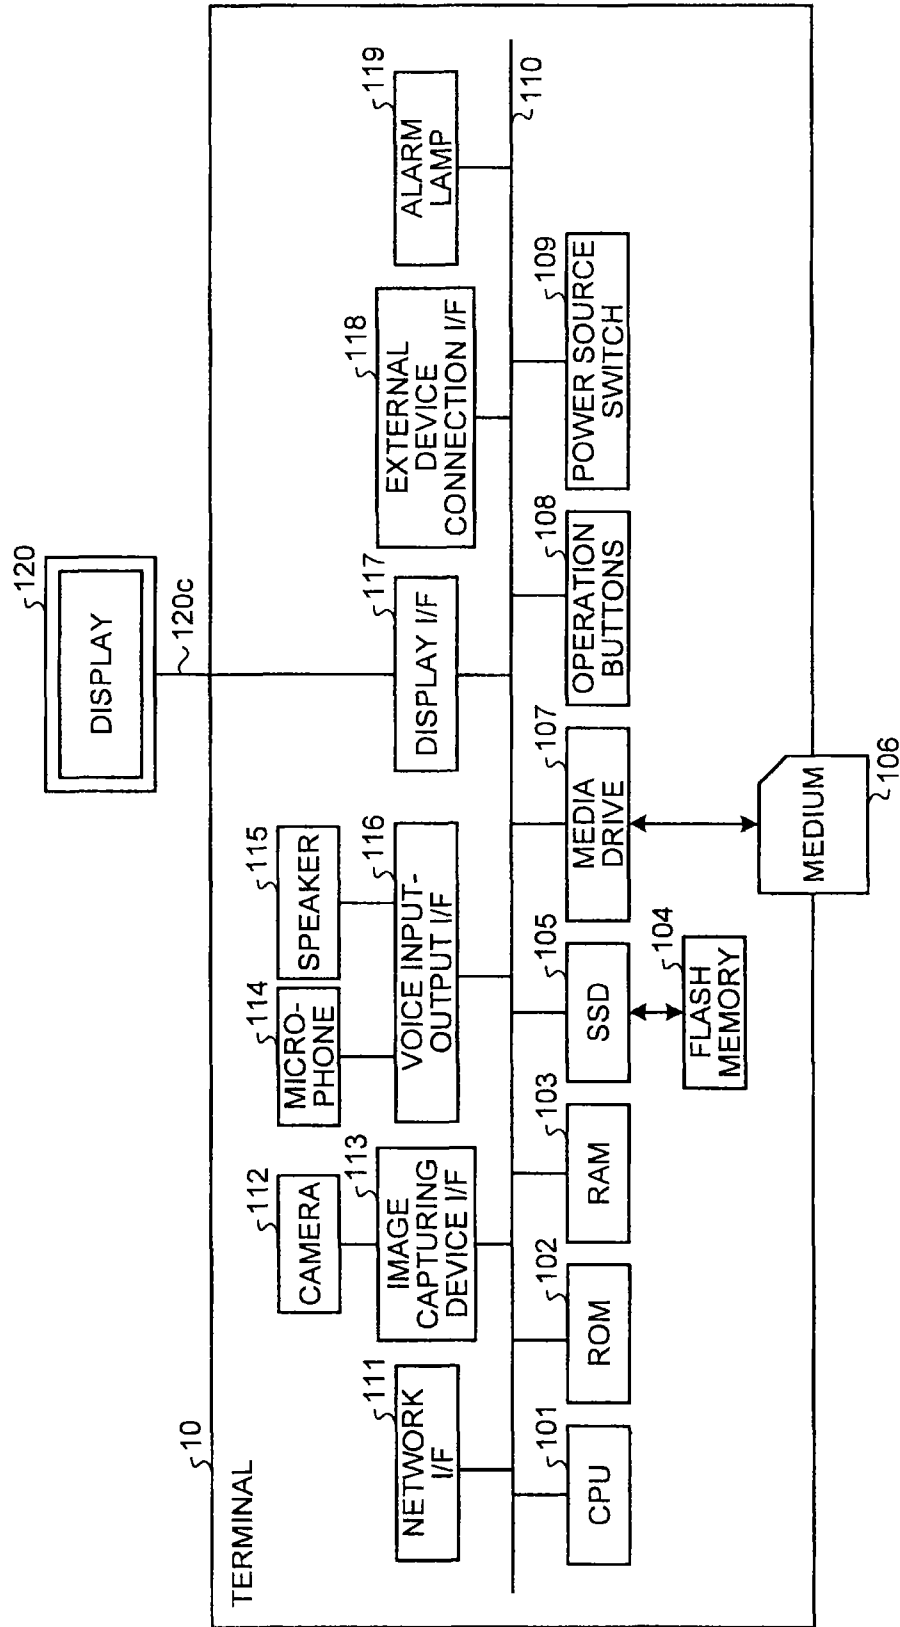 120
DISPLAY
120c
10
TERMINAL
112
CAMERA
114
MICRO-
PHONE
115
SPEAKER
111
NETWORK
I/F
113
IMAGE
CAPTURING
DEVICE I/F
116
VOICE INPUT-
OUTPUT I/F
117
DISPLAY I/F
118
EXTERNAL
DEVICE
CONNECTION I/F
119
ALARM
LAMP
110
101
CPU
102
ROM
103
RAM
105
SSD
107
MEDIA
DRIVE
108
OPERATION
BUTTONS
109
POWER SOURCE
SWITCH
104
FLASH
MEMORY
MEDIUM
106